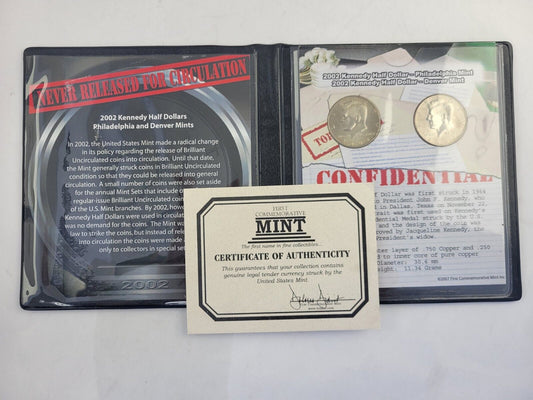 NEVER RELEASED FOR CIRCULATION
2002 Kennedy Half Dollars
Philadelphia and Denver Mints
In 2002, the United States Mint made a radical change
in its policy regarding the release of Brilliant
Uncirculated coins into circulation. Until that date,
the Mint generally struck coins in Brilliant Uncirculated
condition so that they could be released into general
circulation. A small number of coins were also set aside
for the annual Mint Sets that include
regular-issue Brilliant Uncirculated coins
of the U.S. Mint branches. By 2002, however,
Kennedy Half Dollars were used in circulation
was no demand for the coins. The Mint wa
law to strike the coins, but instead of relea
into circulation the coins were made a
only to collectors in special set
2002
2002 Kennedy Half Dollar - Philadelphia Mint
2002 Kennedy Half Dollar - Denver Mint
TOP
CONFIDENTIAL
f Dollar was first struck in 1964
o President John F. Kennedy, who
d in Dallas, Texas on November 22,
trait was first used on Kennedy's
dential Medal struck by the U.S.
and the design of the coin was
proved by Jacqueline Kennedy, the
President's widow.
ter layer of .750 Copper and .250
d to inner core of pure copper
Diameter: 30.6 mm
eight: 11.34 Grams
©2007 First Commemorative Mint, Inc
FIRST
COMMEMORATIVE
MINT
The first name in fine collectibles
CERTIFICATE OF AUTHENTICITY
This guarantees that your collection contains
genuine legal tender currency struck by the
United States Mint.